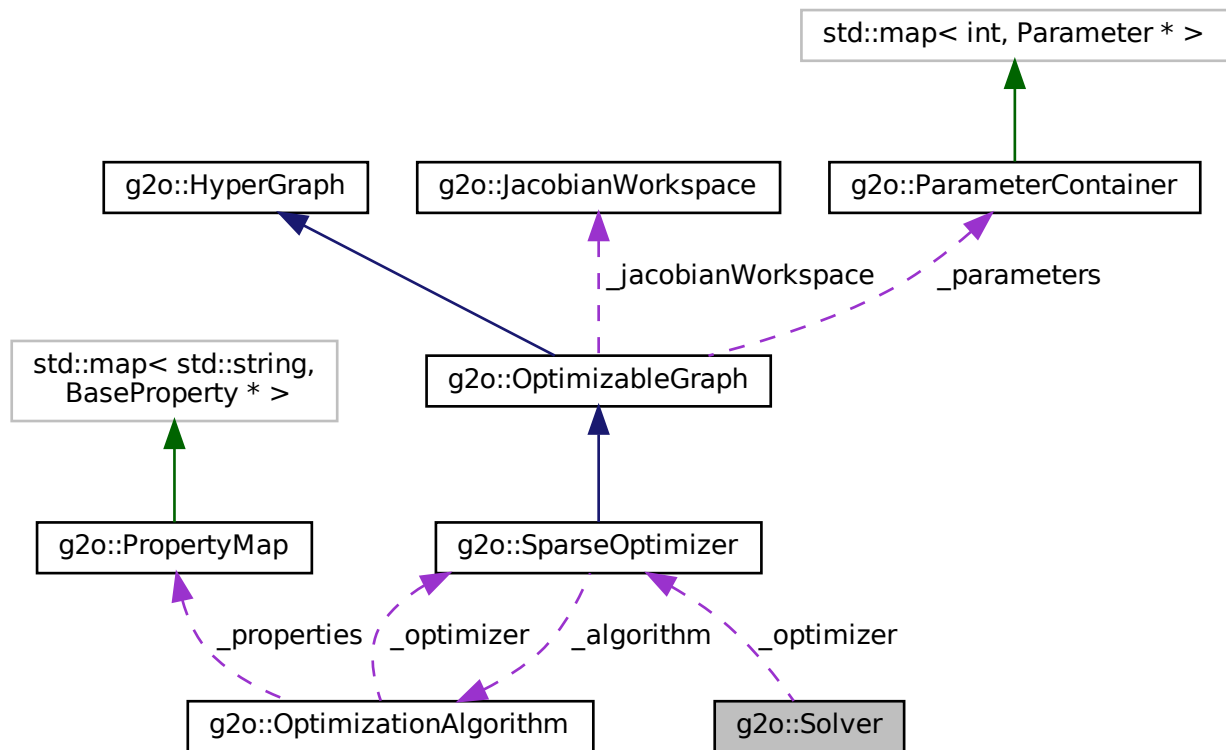 std::map< int, Parameter * >
g2o::HyperGraph
g2o::JacobianWorkspace
g2o::ParameterContainer
_jacobianWorkspace
_parameters
std::map< std::string,
BaseProperty * >
g2o::OptimizableGraph
g2o::PropertyMap
g2o::SparseOptimizer
_properties
_optimizer
_algorithm
_optimizer
g2o::OptimizationAlgorithm
g2o::Solver